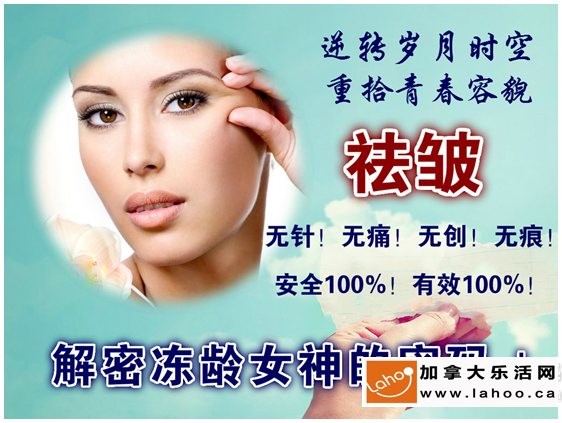 逆转岁月时空
重拾青春容貌
祛皱
无针！无痛！无创！无痕！
安全100%！有效100%！
解密冻龄女神的
Lahoo
加拿大乐活网
www.lahoo.ca